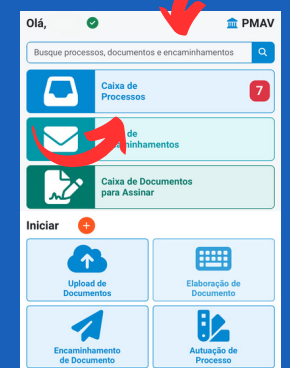 Olá,
PMAV
Busque processos, documentos e encaminhamentos
Caixa de
Processos
7
de
Caixa de Documentos
para Assinar
Iniciar
Upload de
Documentos
Elaboração de
Documento
Encaminhamento
de Documento
Autuação de
Processo